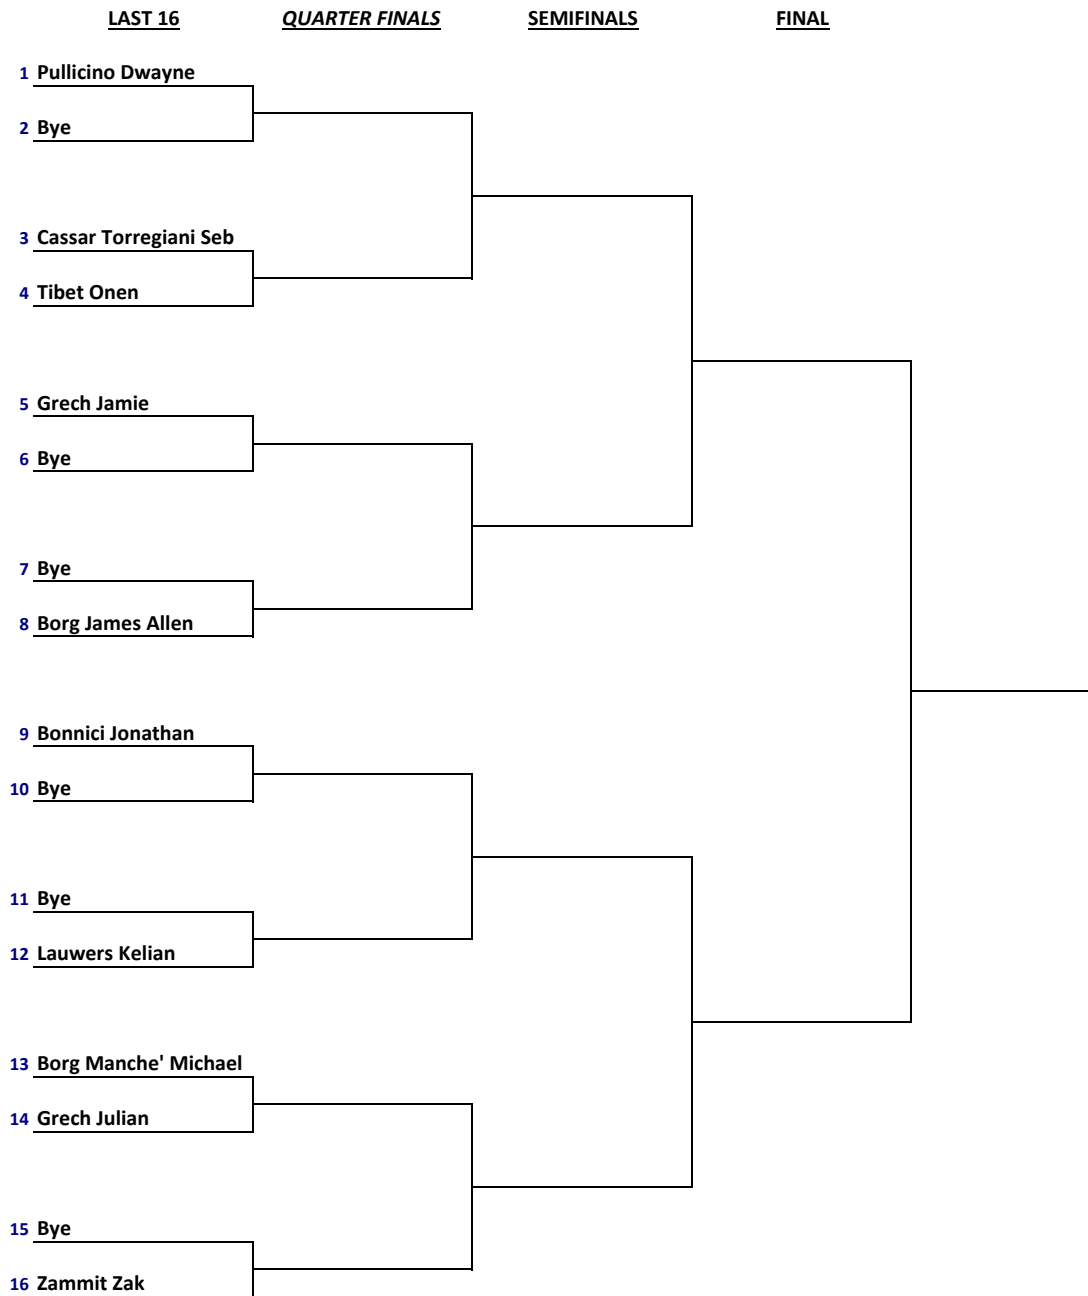 LAST 16 QUARTER FINALS SEMIFINALS FINAL
1 Pullicino Dwayne
2 Bye
3 Cassar Torregiani Seb
4 Tibet Onen
5 Grech Jamie
6 Bye
7 Bye
8 Borg James Allen
9 Bonnici Jonathan
10 Bye
11 Bye
12 Lauwers Kelian
13 Borg Manche' Michael
14 Grech Julian
15 Bye
16 Zammit Zak